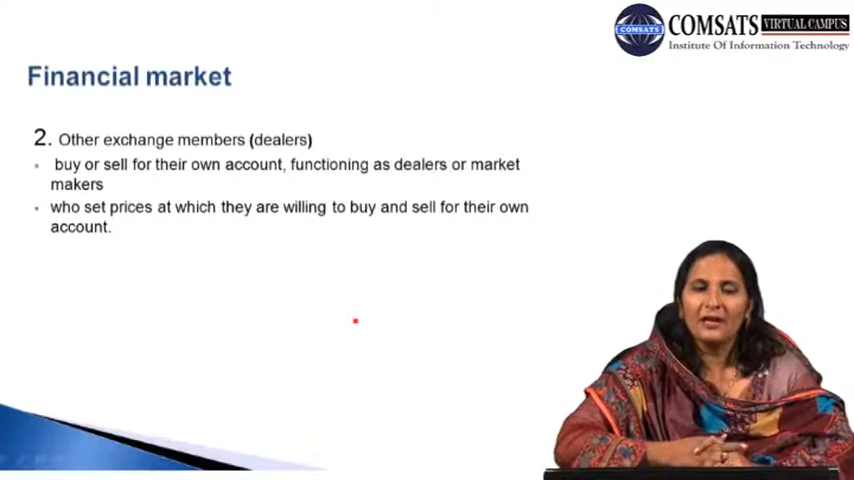 COMSATS
COMSATS VIRTUAL CAMPUS
Institute Of Information Technology
Financial market
2. Other exchange members (dealers)
buy or sell for their own account, functioning as dealers or market
makers
who set prices at which they are willing to buy and sell for their own
account.